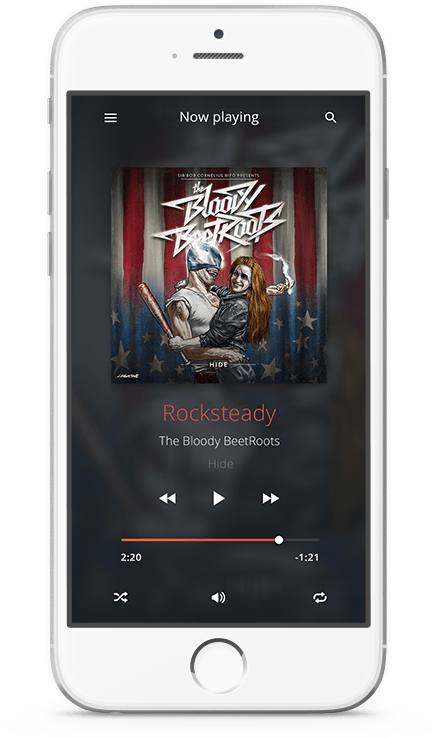 Now playing
SIR BOB CORNELIUS RIFO PRESENTS
the
Bloody
BeetRoots
HIDE
Rocksteady
The Bloody BeetRoots
Hide
2:20
-1:21